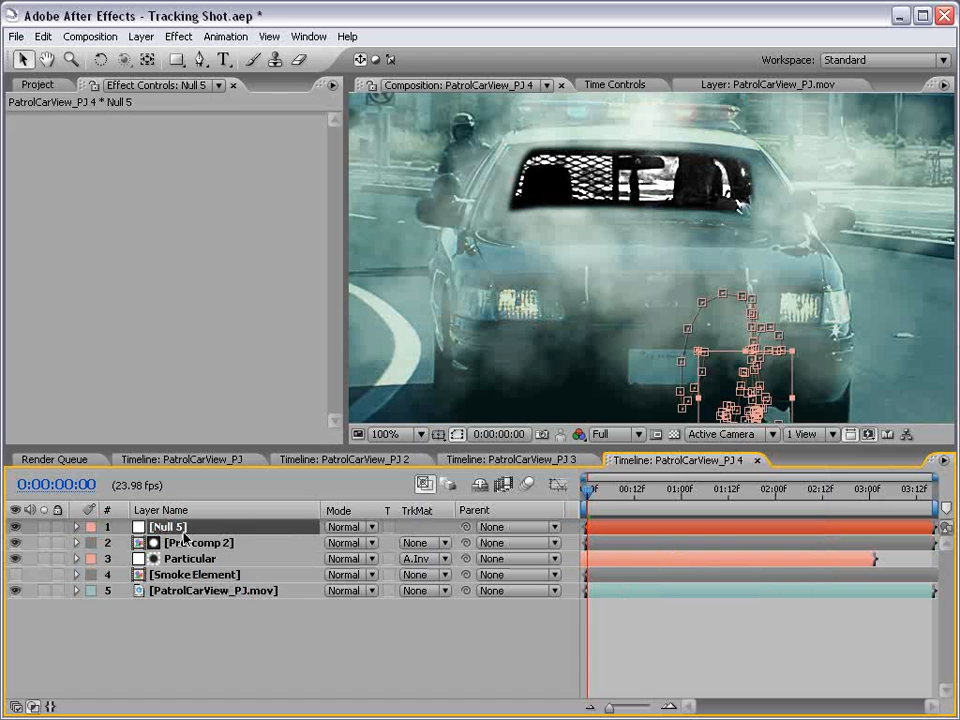 Adobe After Effects - Tracking Shot.aep *
File Edit Composition Layer Effect Animation View Window Help
Workspace: Standard
Project Effect Controls: Null 5 Composition: PatrolCarView_PJ 4 Time Controls Layer: PatrolCarView_PJ.mov
PatrolCarView_PJ 4 * Null 5
100% 0:00:00:00 Full Active Camera 1 View
Render Queue Timeline: PatrolCarView_PJ Timeline: PatrolCarView_PJ 2 Timeline: PatrolCarView_PJ 3 Timeline: PatrolCarView_PJ 4
0:00:00:00 (23.98 fps) 00:12f 01:00f 01:12f 02:00f 02:12f 03:00f 03:12f
# Layer Name Mode T TrkMat Parent
1 [Null 5] Normal None
2 [Pre-comp 2] Normal None None
3 Particular Normal A.Inv None
4 [Smoke Element] Normal None None
5 [PatrolCarView_PJ.mov] Normal None None